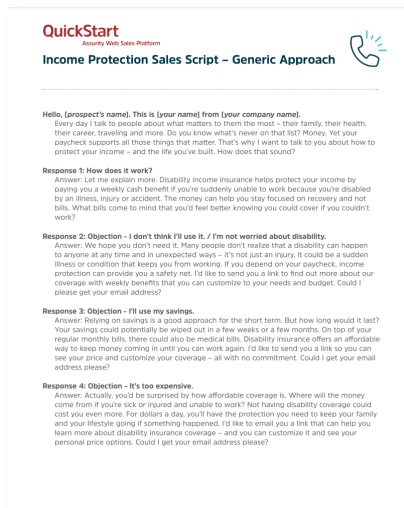 QuickStart
Assurity Web Sales Platform
Income Protection Sales Script – Generic Approach
Hello, [prospect's name]. This is [your name] from [your company name].
Every day I talk to people about what matters to them the most – their family, their health,
their career, traveling and more. Do you know what's never on that list? Money. Yet your
paycheck supports all those things that matter. That's why I want to talk to you about how to
protect your income – and the life you've built. How does that sound?
Response 1: How does it work?
Answer: Let me explain more. Disability income insurance helps protect your income by
paying you a weekly cash benefit if you're suddenly unable to work because you're disabled
by an illness, injury or accident. The money can help you stay focused on recovery and not
bills. What bills come to mind that you'd feel better knowing you could cover if you couldn't
work?
Response 2: Objection - I don't think I'll use it. / I'm not worried about disability.
Answer: We hope you don't need it. Many people don't realize that a disability can happen
to anyone at any time and in unexpected ways – it's not just an injury, it could be a sudden
illness or condition that keeps you from working. If you depend on your paycheck, income
protection can provide you a safety net. I'd like to send you a link to find out more about our
coverage with weekly benefits that you can customize to your needs and budget. Could I
please get your email address?
Response 3: Objection - I'll use my savings.
Answer: Relying on savings is a good approach for the short term. But how long would it last?
Your savings could potentially be wiped out in a few weeks or a few months. On top of your
regular monthly bills, there could also be medical bills. Disability insurance offers an affordable
way to keep money coming in until you can work again. I'd like to send you a link so you can
see your price and customize your coverage – all with no commitment. Could I get your email
address please?
Response 4: Objection - It's too expensive.
Answer: Actually, you'd be surprised by how affordable coverage is. Where will the money
come from if you're sick or injured and unable to work? Not having disability coverage could
cost you even more. For dollars a day, you'll have the protection you need to keep your family
and your lifestyle going if something happened. I'd like to email you a link that can help you
learn more about disability insurance coverage – and you can customize it and see your
personal price options. Could I get your email address please?